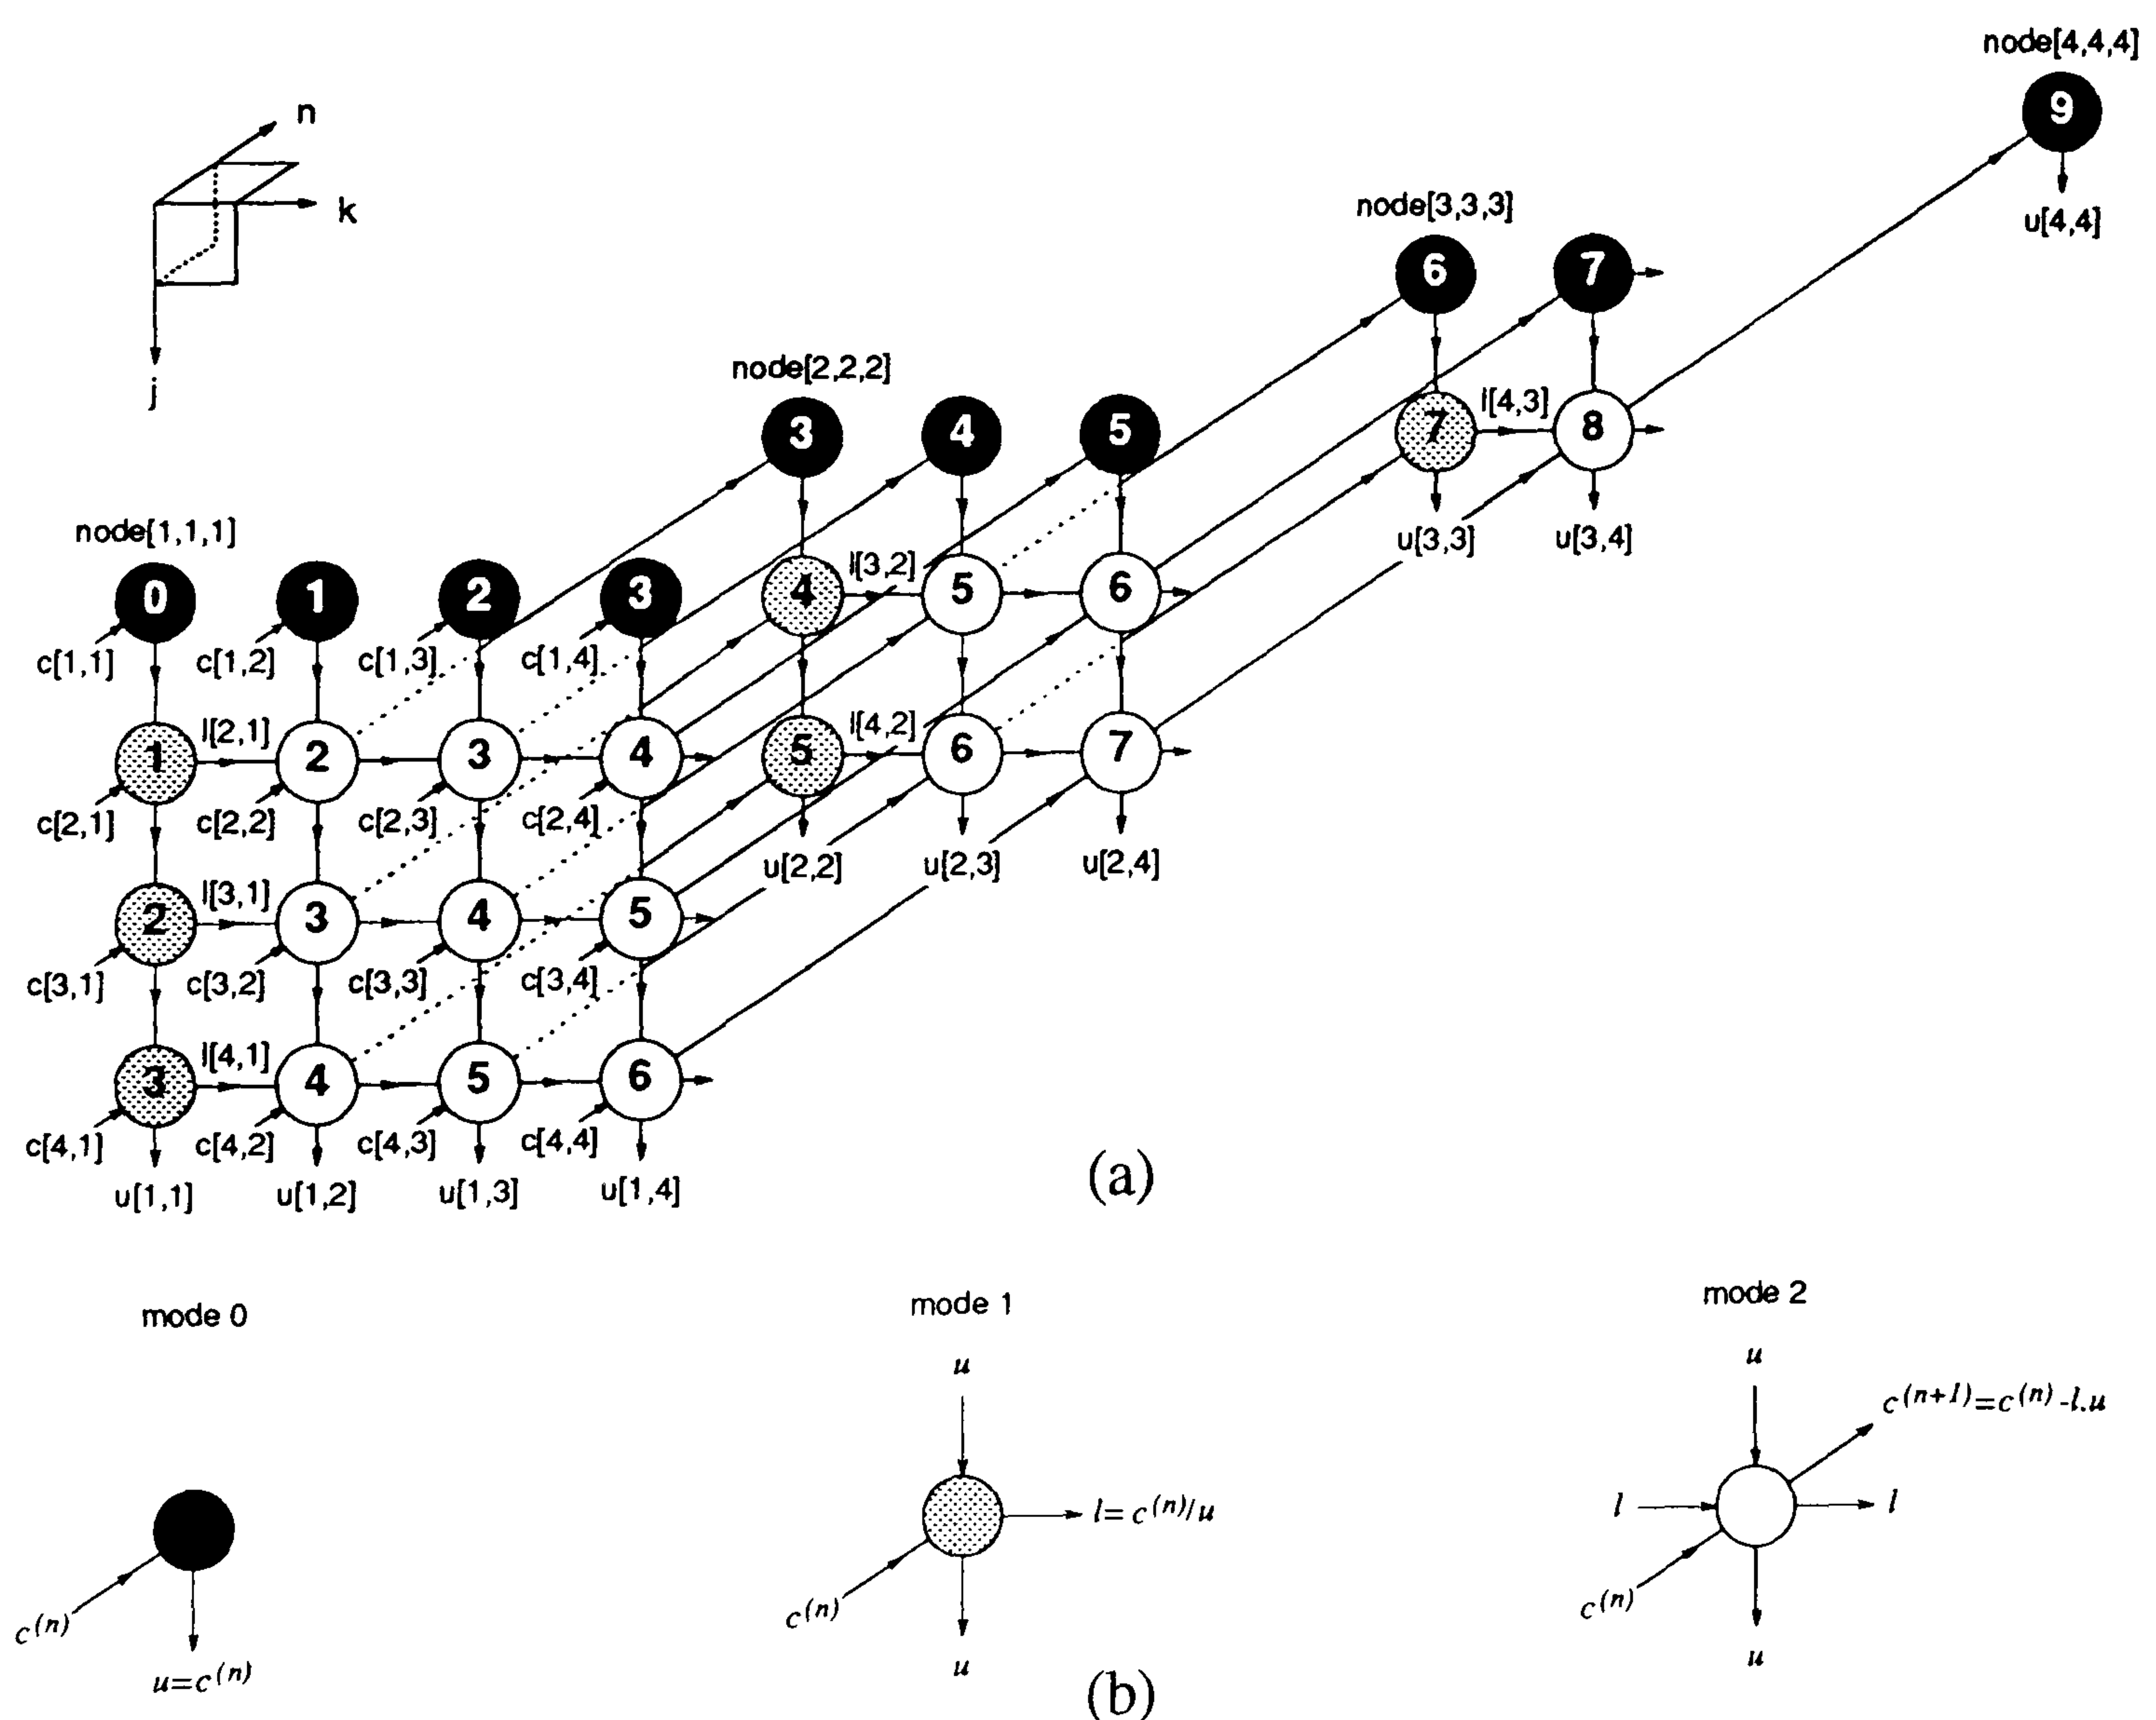 node[4,4,4]
9
u[4,4]
n
k
j
node[3,3,3]
6 7
7 l[4,3] 8
u[3,3] u[3,4]
node[2,2,2]
3 4 5
4 l[3,2] 5 6
5 l[4,2] 6 7
u[2,2] u[2,3] u[2,4]
node[1,1,1]
0 1 2 3
c[1,1] c[1,2] c[1,3] c[1,4]
1 l[2,1] 2 3 4
c[2,1] c[2,2] c[2,3] c[2,4]
2 l[3,1] 3 4 5
c[3,1] c[3,2] c[3,3] c[3,4]
3 l[4,1] 4 5 6
c[4,1] c[4,2] c[4,3] c[4,4]
u[1,1] u[1,2] u[1,3] u[1,4]
(a)
mode 0
c(n)
u=c(n)
mode 1
u
l= c(n)/u
c(n)
u
mode 2
u
c(n+1)=c(n)-l.u
l l
c(n)
u
(b)